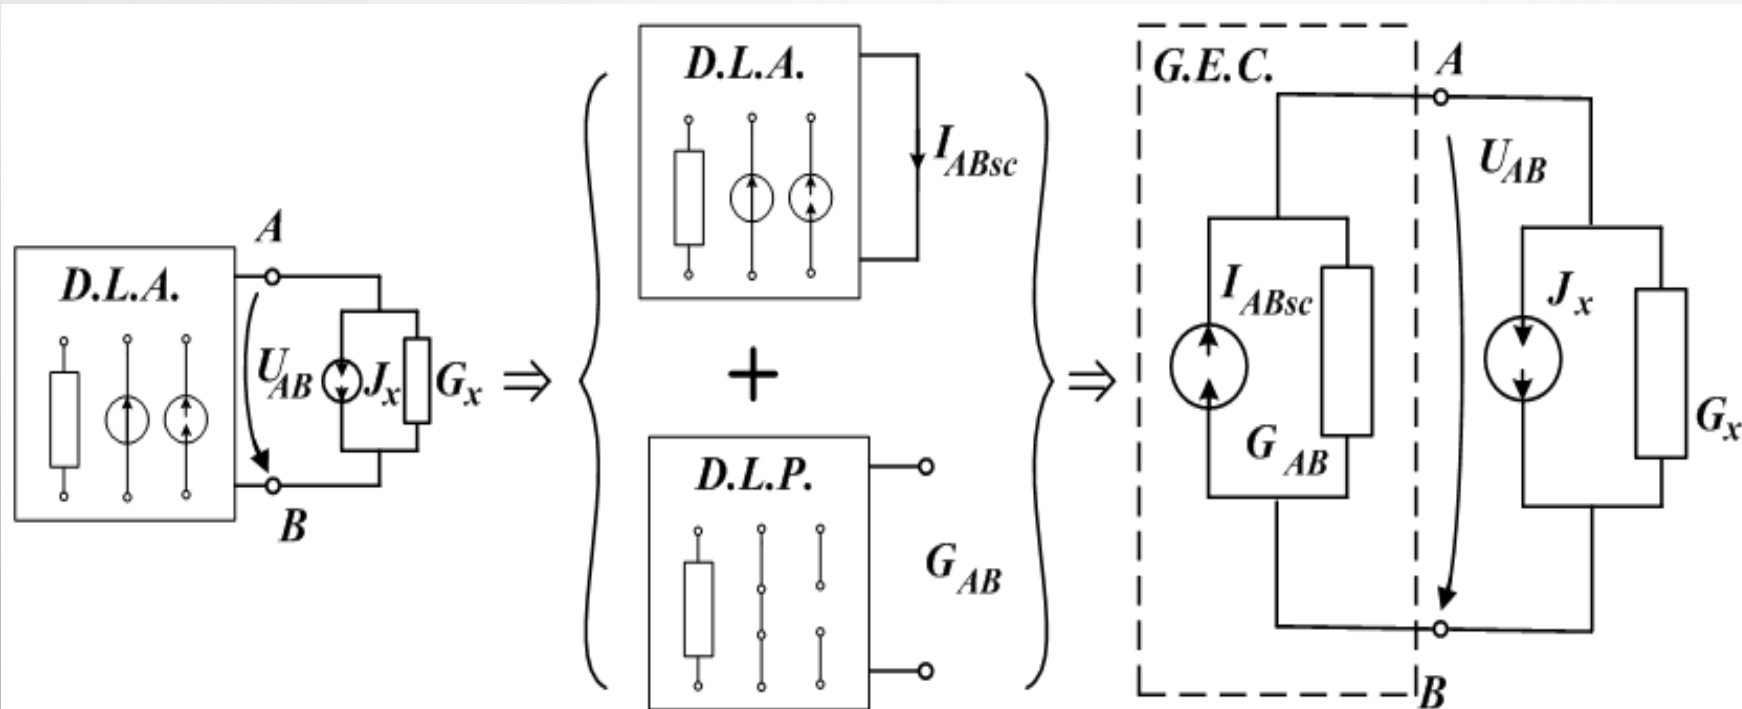 A
D.L.A.
U_AB
J_x
G_x
B
⇒
D.L.A.
I_ABsc
+
D.L.P.
G_AB
⇒
G.E.C.
A
U_AB
I_ABsc
G_AB
J_x
G_x
B